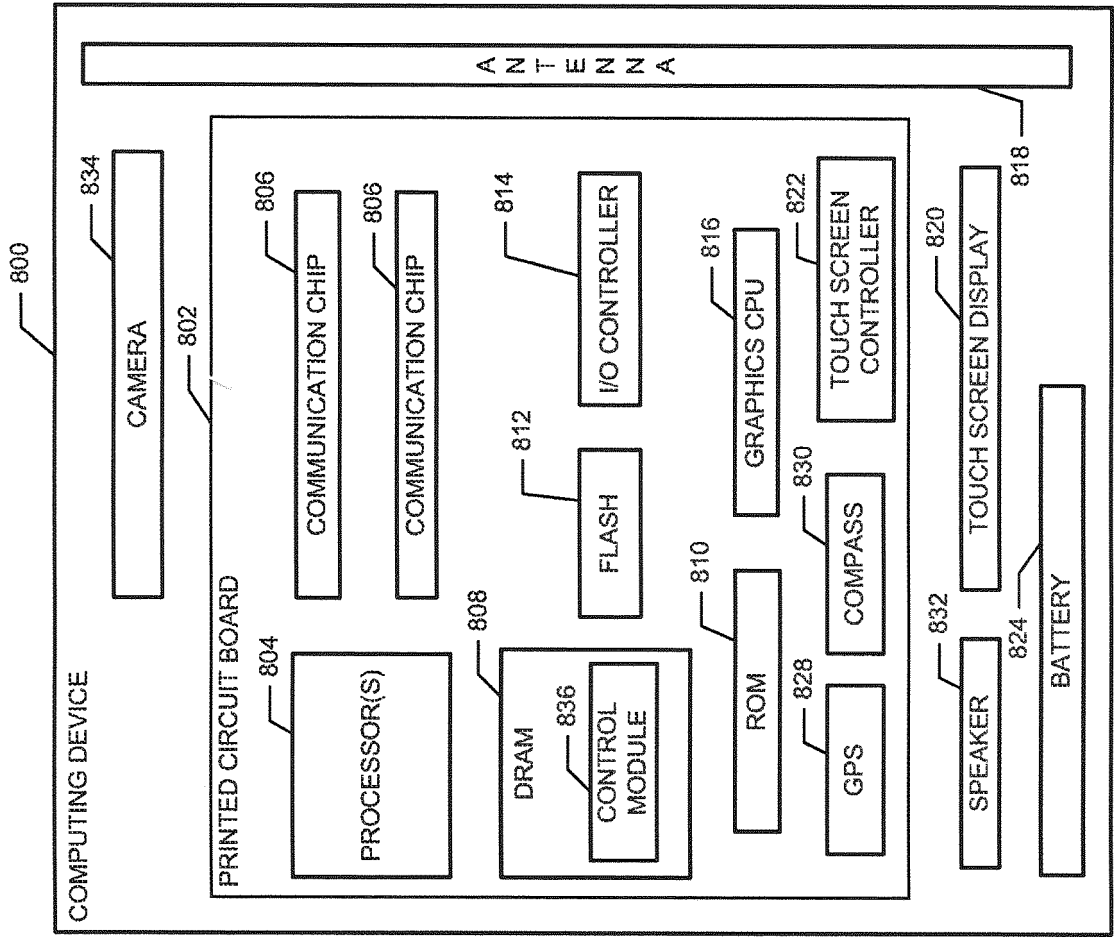 800
COMPUTING DEVICE
CAMERA
834
802
PRINTED CIRCUIT BOARD
804
PROCESSOR(S)
COMMUNICATION CHIP
806
COMMUNICATION CHIP
806
808
DRAM
836
CONTROL
MODULE
812
FLASH
814
I/O CONTROLLER
810
ROM
816
GRAPHICS CPU
828
GPS
830
COMPASS
822
TOUCH SCREEN
CONTROLLER
832
SPEAKER
820
TOUCH SCREEN DISPLAY
824
BATTERY
818
ANTENNA